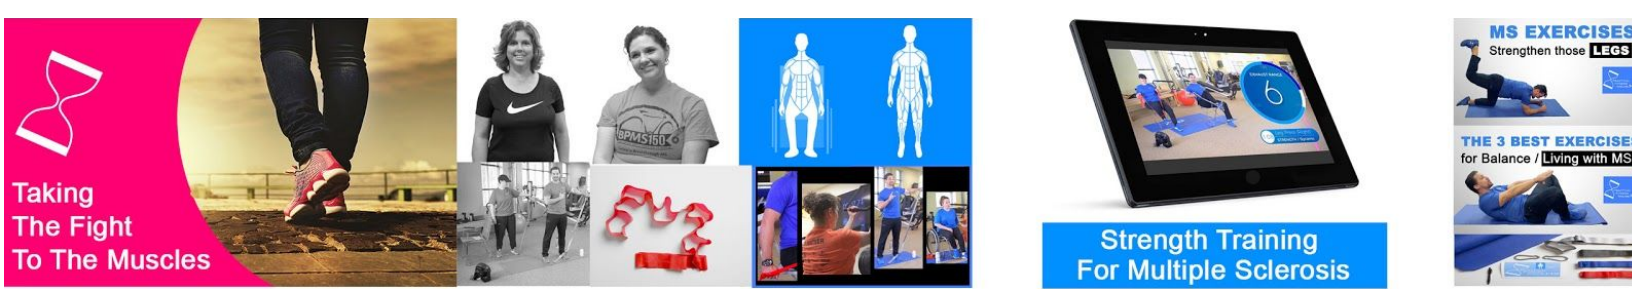 Taking
The Fight
To The Muscles
BPMS150
6
Strength Training
For Multiple Sclerosis
MS EXERCISES
Strengthen those LEGS
THE 3 BEST EXERCISES
for Balance / Living with MS